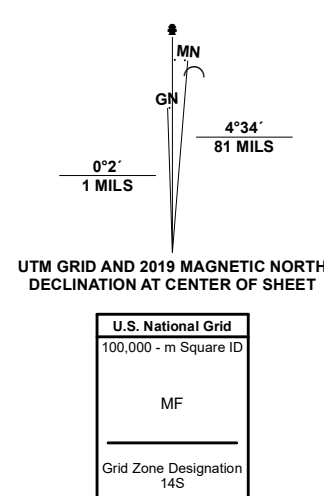 MN
GN
4°34´
81 MILS
0°2´
1 MILS
UTM GRID AND 2019 MAGNETIC NORTH
DECLINATION AT CENTER OF SHEET
U.S. National Grid
100,000 - m Square ID
MF
Grid Zone Designation
14S